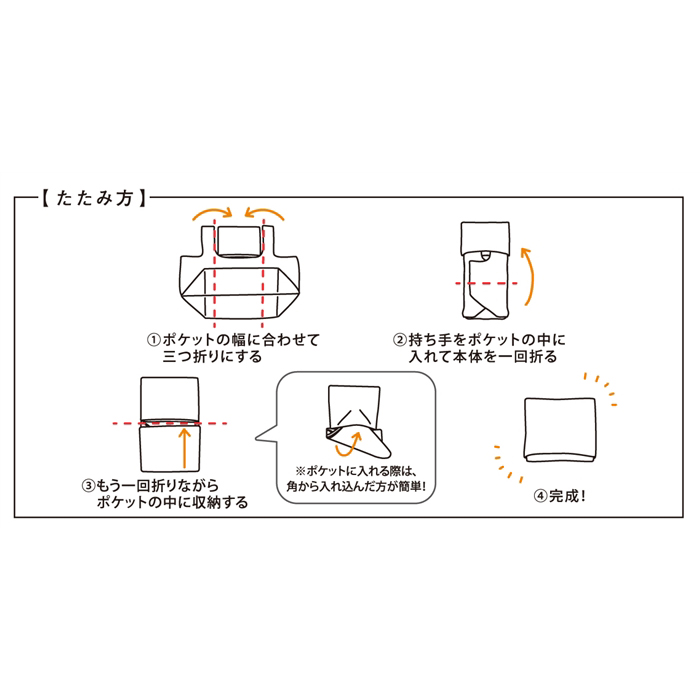 【たたみ方】
①ポケットの幅に合わせて
三つ折りにする
②持ち手をポケットの中に
入れて本体を一回折る
③もう一回折りながら
ポケットの中に収納する
※ポケットに入れる際は、
角から入れ込んだ方が簡単!
④完成!